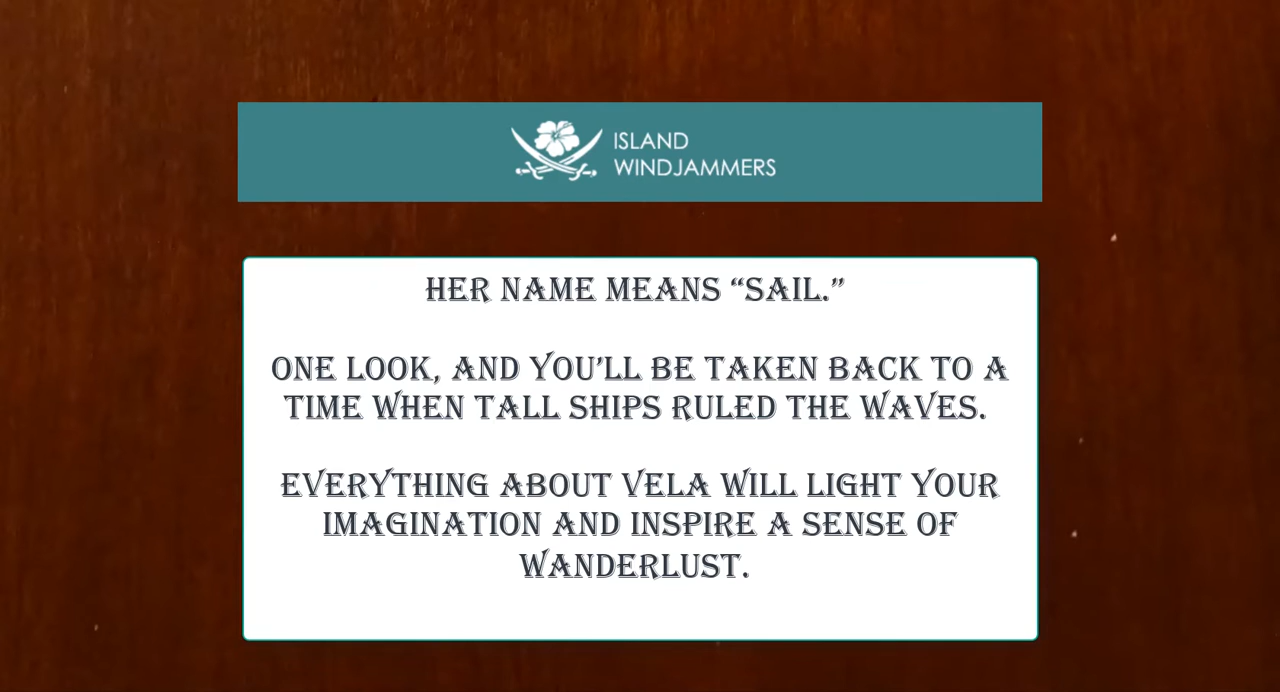 ISLAND
WINDJAMMERS
HER NAME MEANS “SAIL.”
ONE LOOK, AND YOU’LL BE TAKEN BACK TO A
TIME WHEN TALL SHIPS RULED THE WAVES.
EVERYTHING ABOUT VELA WILL LIGHT YOUR
IMAGINATION AND INSPIRE A SENSE OF
WANDERLUST.